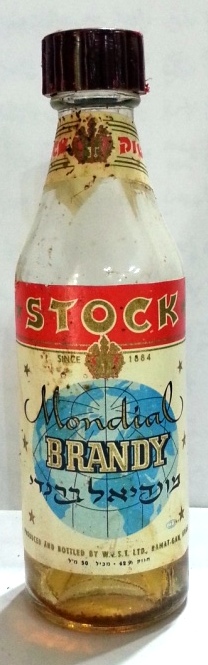 STOCK
SINCE 1884
Mondial
BRANDY
מונדיאל ברנדי
PRODUCED AND BOTTLED BY W.&S.T. LTD., RAMAT-GAN,